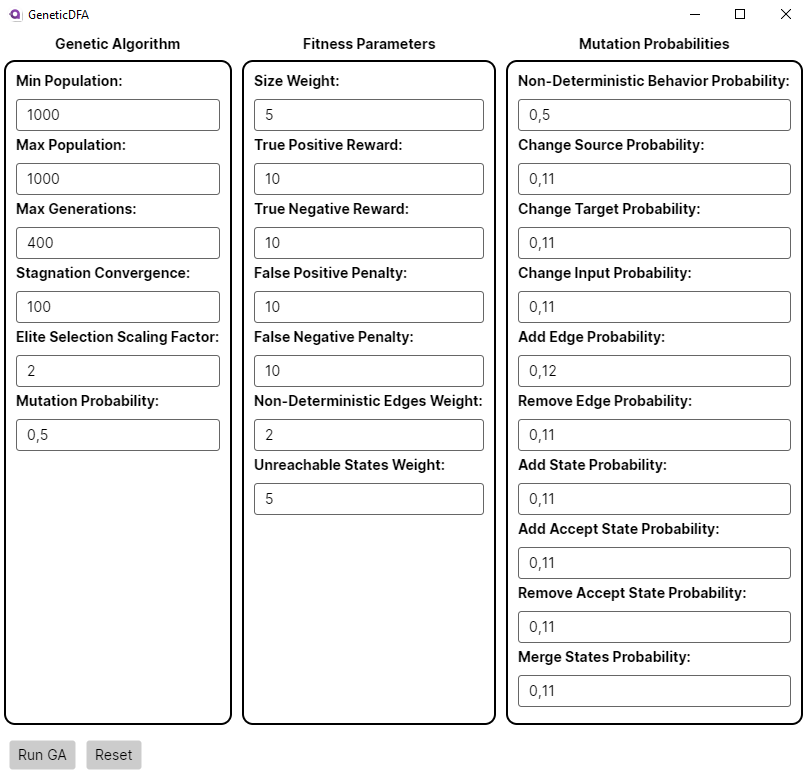 GeneticDFA
Genetic Algorithm
Min Population:
1000
Max Population:
1000
Max Generations:
400
Stagnation Convergence:
100
Elite Selection Scaling Factor:
2
Mutation Probability:
0,5
Fitness Parameters
Size Weight:
5
True Positive Reward:
10
True Negative Reward:
10
False Positive Penalty:
10
False Negative Penalty:
10
Non-Deterministic Edges Weight:
2
Unreachable States Weight:
5
Mutation Probabilities
Non-Deterministic Behavior Probability:
0,5
Change Source Probability:
0,11
Change Target Probability:
0,11
Change Input Probability:
0,11
Add Edge Probability:
0,12
Remove Edge Probability:
0,11
Add State Probability:
0,11
Add Accept State Probability:
0,11
Remove Accept State Probability:
0,11
Merge States Probability:
0,11
Run GA
Reset